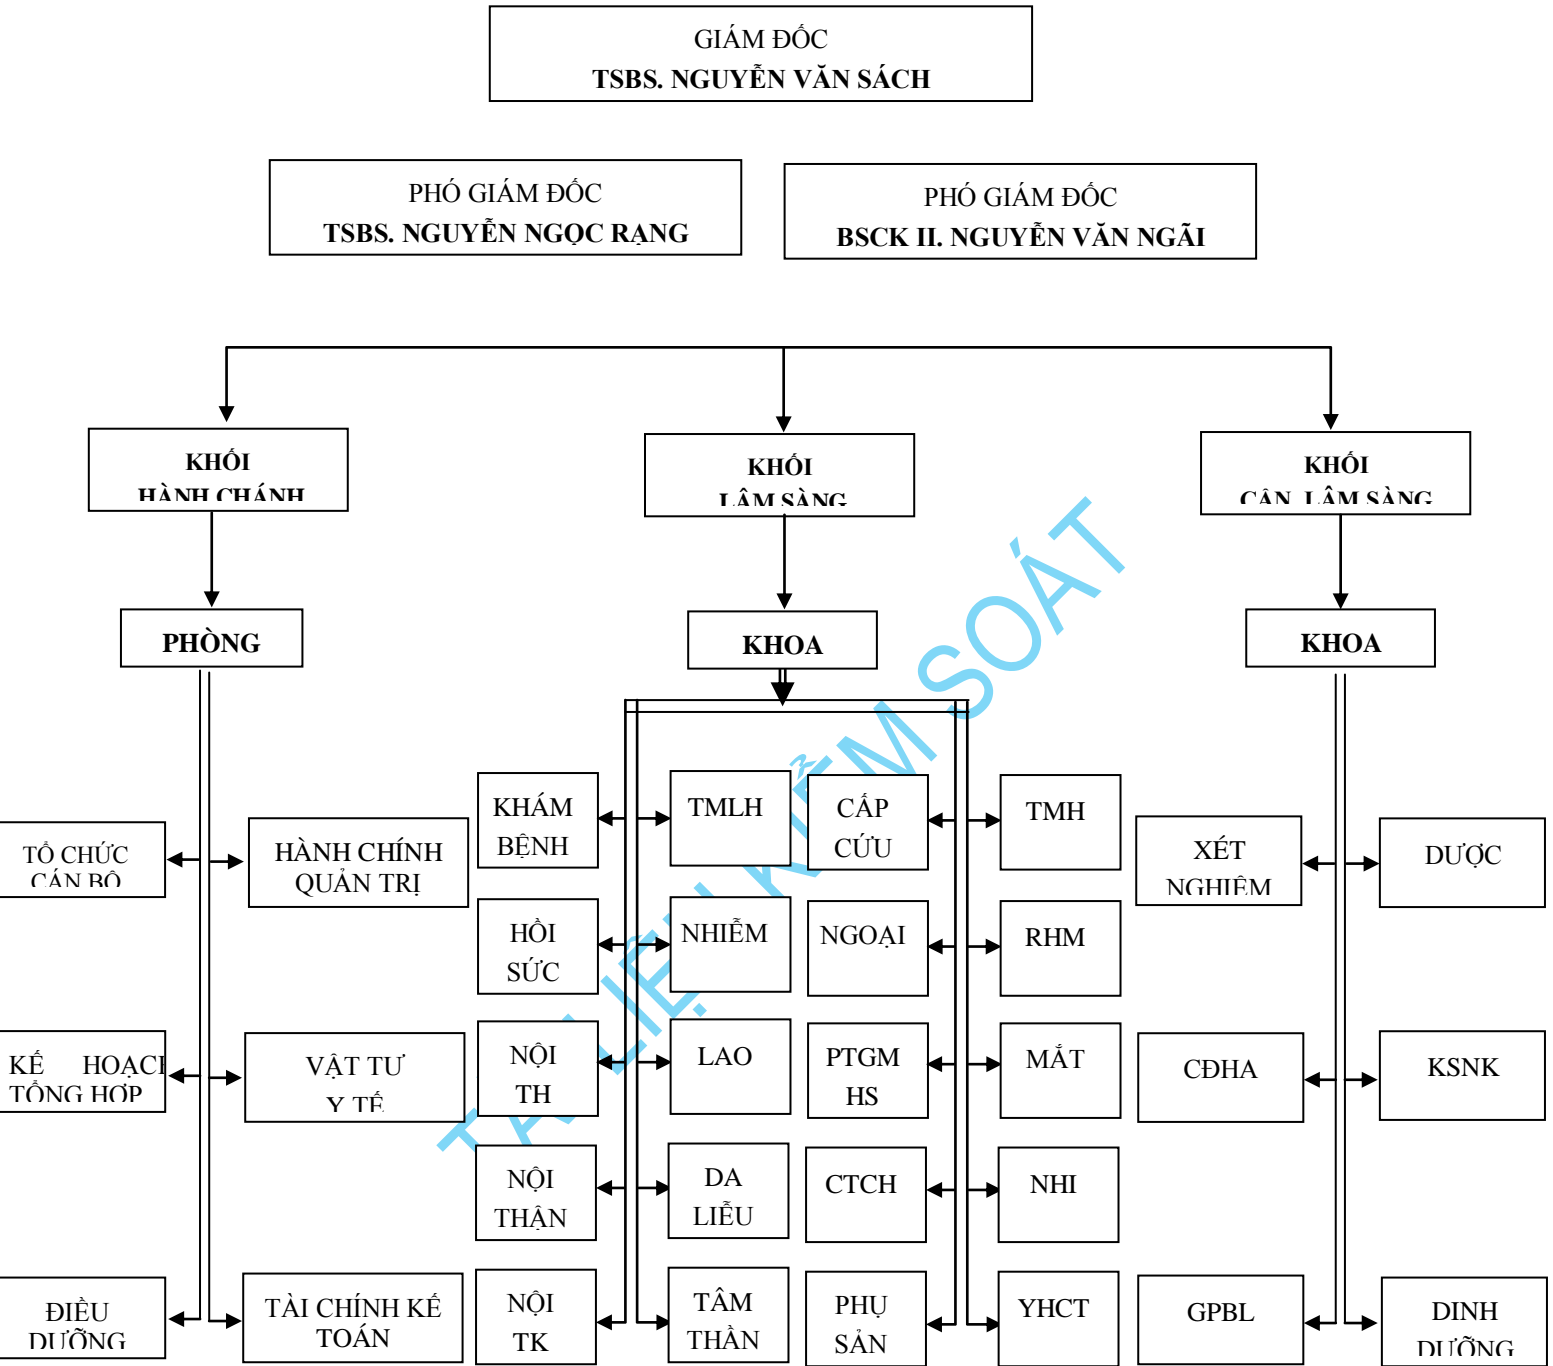 GIÁM ĐỐC
TSBS. NGUYỄN VĂN SÁCH
PHÓ GIÁM ĐỐC
TSBS. NGUYỄN NGỌC RẠNG
PHÓ GIÁM ĐỐC
BSCK II. NGUYỄN VĂN NGÃI
KHỐI
HÀNH CHÁNH
KHỐI
LÂM SÀNG
KHỐI
CẬN LÂM SÀNG
PHÒNG
KHOA
KHOA
TỔ CHỨC
CÁN BỘ
HÀNH CHÍNH
QUẢN TRỊ
KẾ HOẠCH
TỔNG HỢP
VẬT TƯ
Y TẾ
ĐIỀU
DƯỠNG
TÀI CHÍNH KẾ
TOÁN
KHÁM
BỆNH
TMLH
CẤP
CỨU
TMH
HỒI
SỨC
NHIỄM
NGOẠI
RHM
NỘI
TH
LAO
PTGM
HS
MẮT
NỘI
THẬN
DA
LIỄU
CTCH
NHI
NỘI
TK
TÂM
THẦN
PHỤ
SẢN
YHCT
XÉT
NGHIỆM
DƯỢC
CĐHA
KSNK
GPBL
DINH
DƯỠNG
TÀI LIỆU KIỂM SOÁT